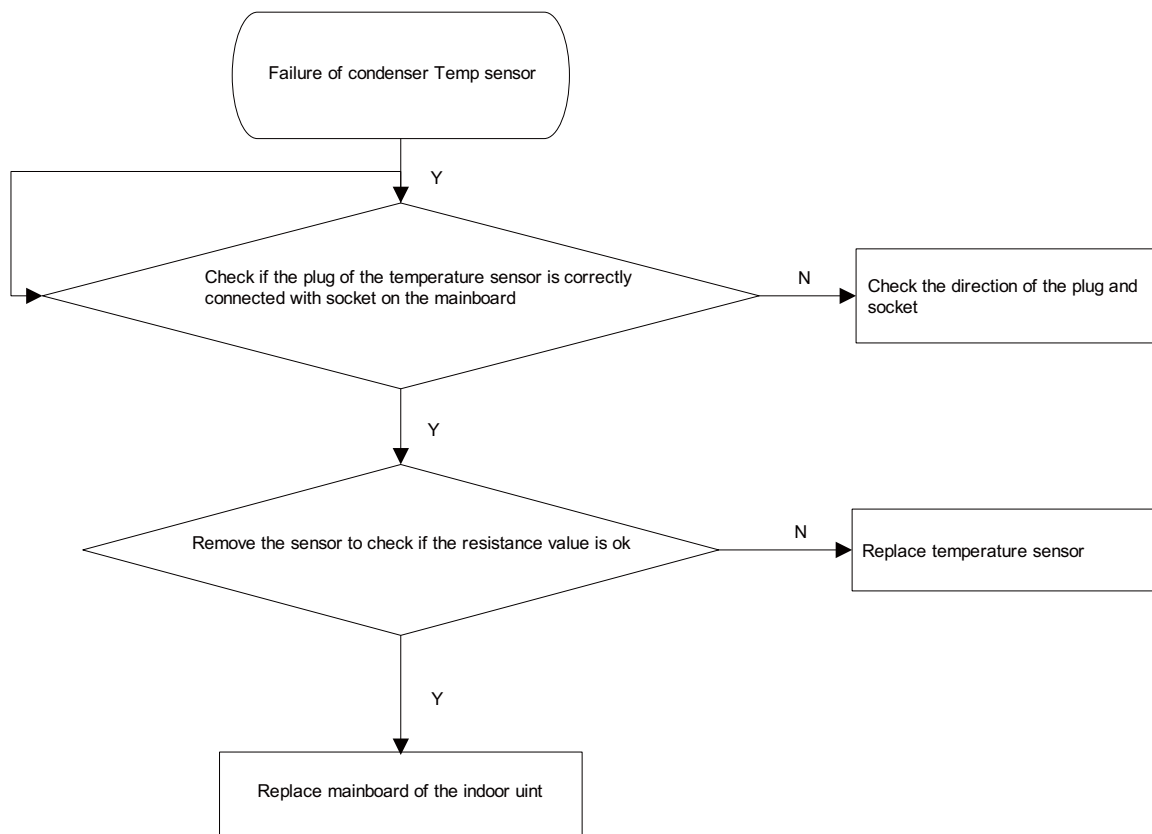 Failure of condenser Temp sensor
Y
Check if the plug of the temperature sensor is correctly
connected with socket on the mainboard
N
Check the direction of the plug and
socket
Y
Remove the sensor to check if the resistance value is ok
N
Replace temperature sensor
Y
Replace mainboard of the indoor uint